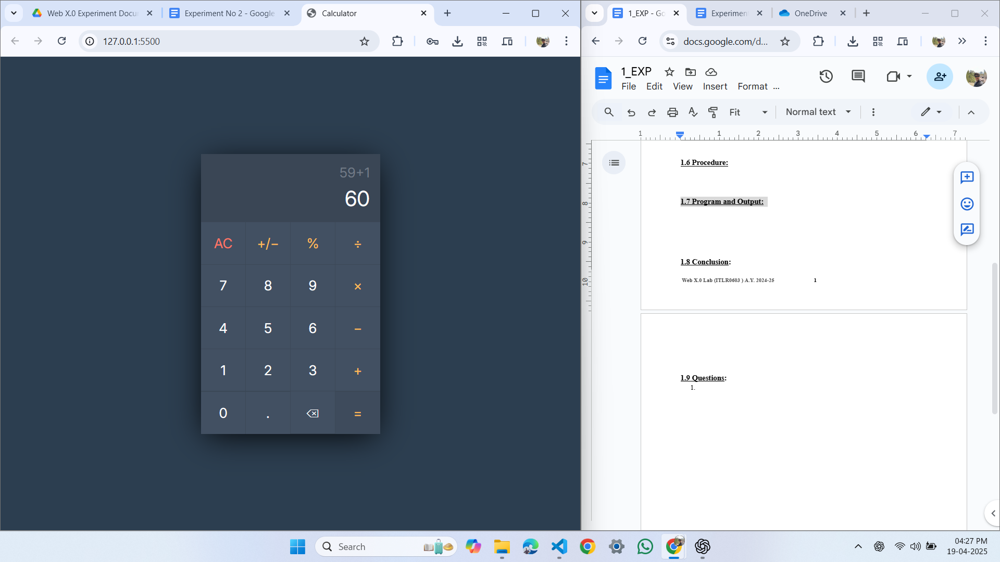 Web X.0 Experiment Docu
Experiment No 2 - Google
Calculator
127.0.0.1:5500
59+1
60
AC +/− % ÷
7 8 9 ×
4 5 6 −
1 2 3 +
0 . =
1_EXP - Go
Experimen
OneDrive
docs.google.com/d...
1_EXP
File Edit View Insert Format ...
Fit Normal text
1 1 2 3 4 5 6 7
7
8
9
10
1.6 Procedure:
1.7 Program and Output:
1.8 Conclusion:
Web X.0 Lab (ITLR0603 ) A.Y. 2024-25 1
1.9 Questions:
1.
Search
04:27 PM
19-04-2025